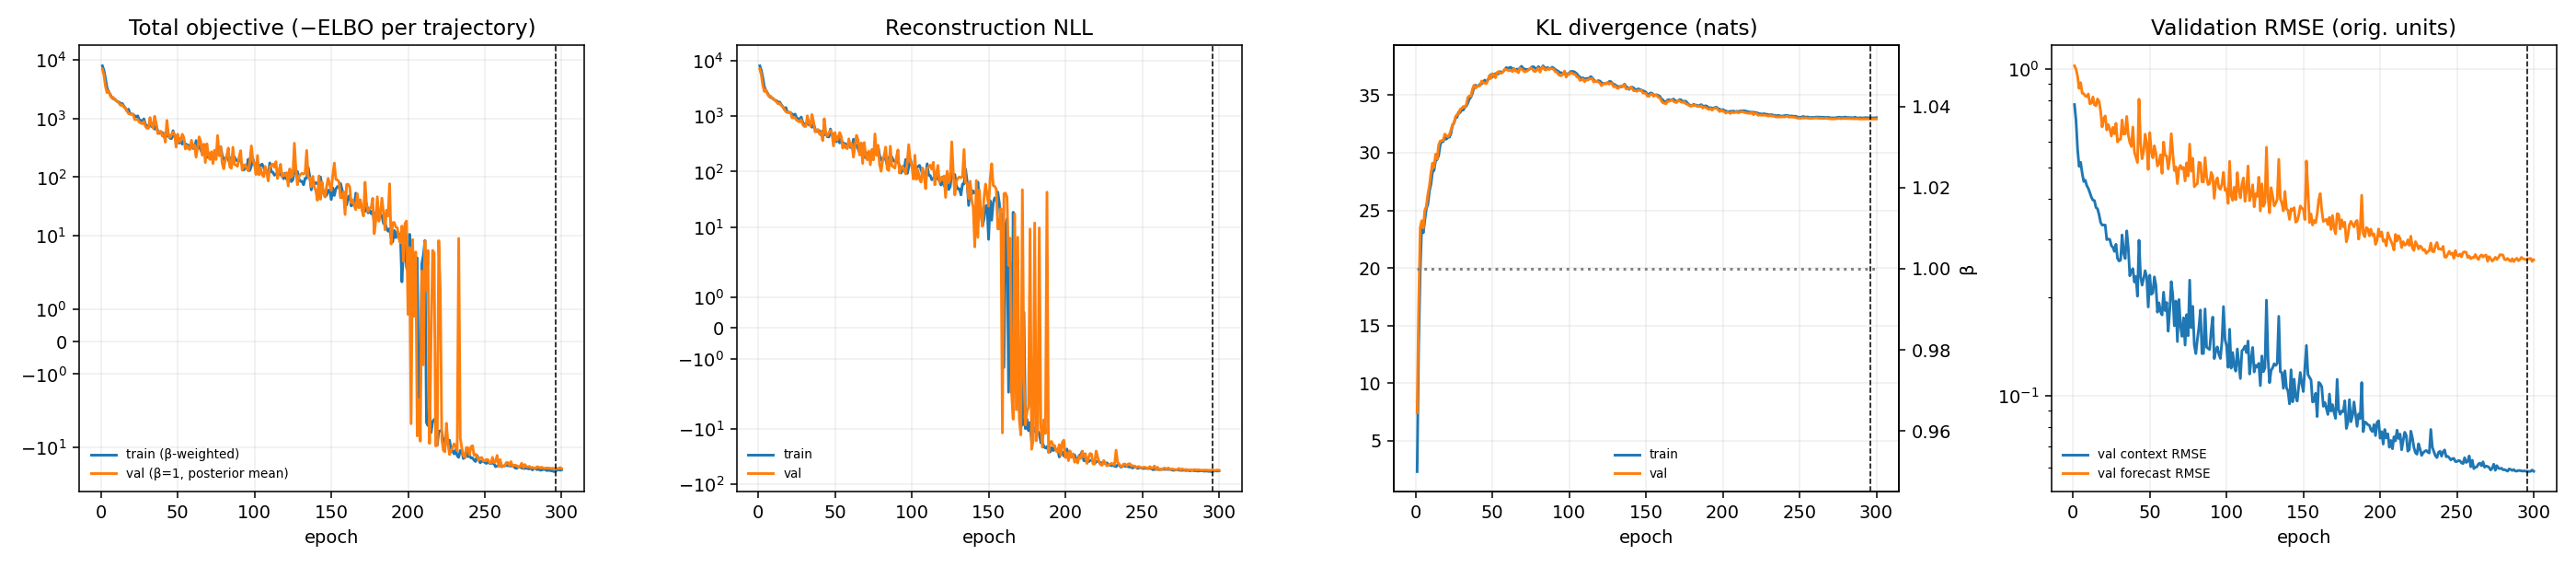 Total objective (−ELBO per trajectory)
10⁴
10³
10²
10¹
10⁰
0
−10⁰
−10¹
train (β-weighted)
val (β=1, posterior mean)
0 50 100 150 200 250 300
epoch
Reconstruction NLL
10⁴
10³
10²
10¹
10⁰
0
−10⁰
−10¹
−10²
train
val
0 50 100 150 200 250 300
epoch
KL divergence (nats)
35
30
25
20
15
10
5
1.04
1.02
1.00
0.98
0.96
β
train
val
0 50 100 150 200 250 300
epoch
Validation RMSE (orig. units)
10⁰
10⁻¹
val context RMSE
val forecast RMSE
0 50 100 150 200 250 300
epoch